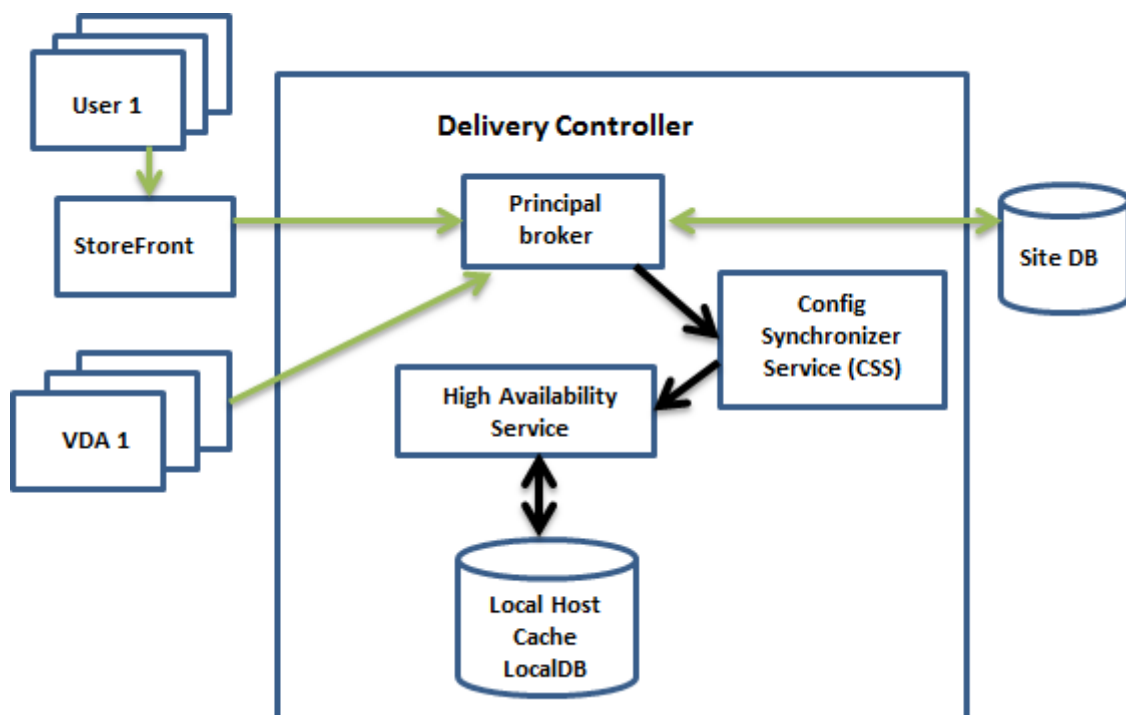 User 1
Delivery Controller
Principal
broker
StoreFront
Site DB
Config
Synchronizer
Service (CSS)
High Availability
Service
VDA 1
Local Host
Cache
LocalDB